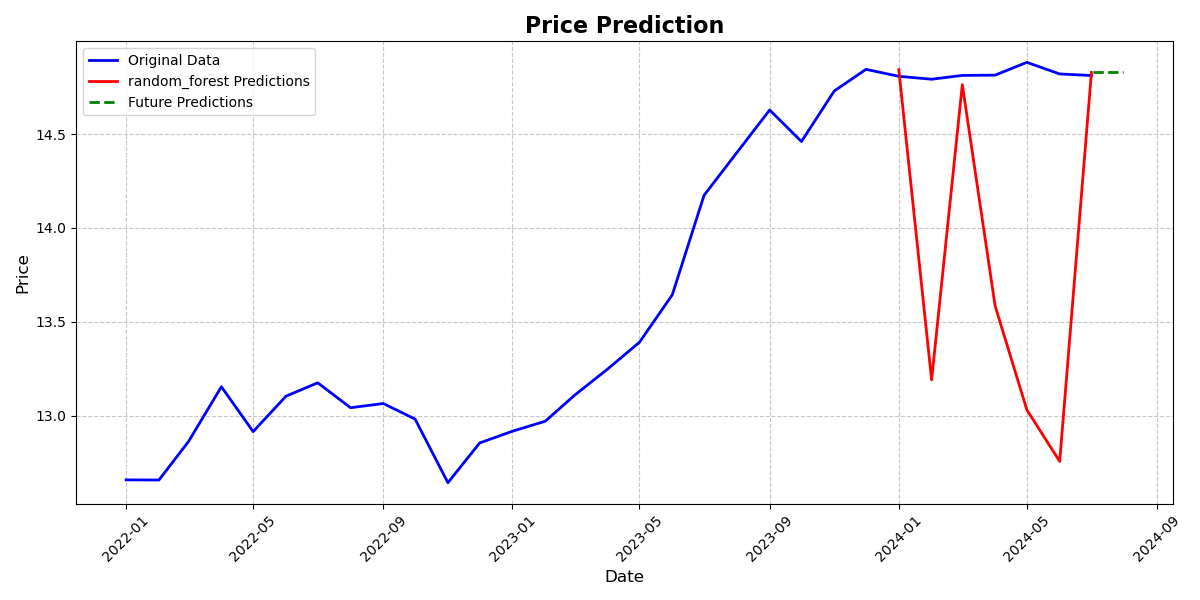 Price Prediction
Original Data
random_forest Predictions
Future Predictions
Price
14.5
14.0
13.5
13.0
2022-01
2022-05
2022-09
2023-01
2023-05
2023-09
2024-01
2024-05
2024-09
Date